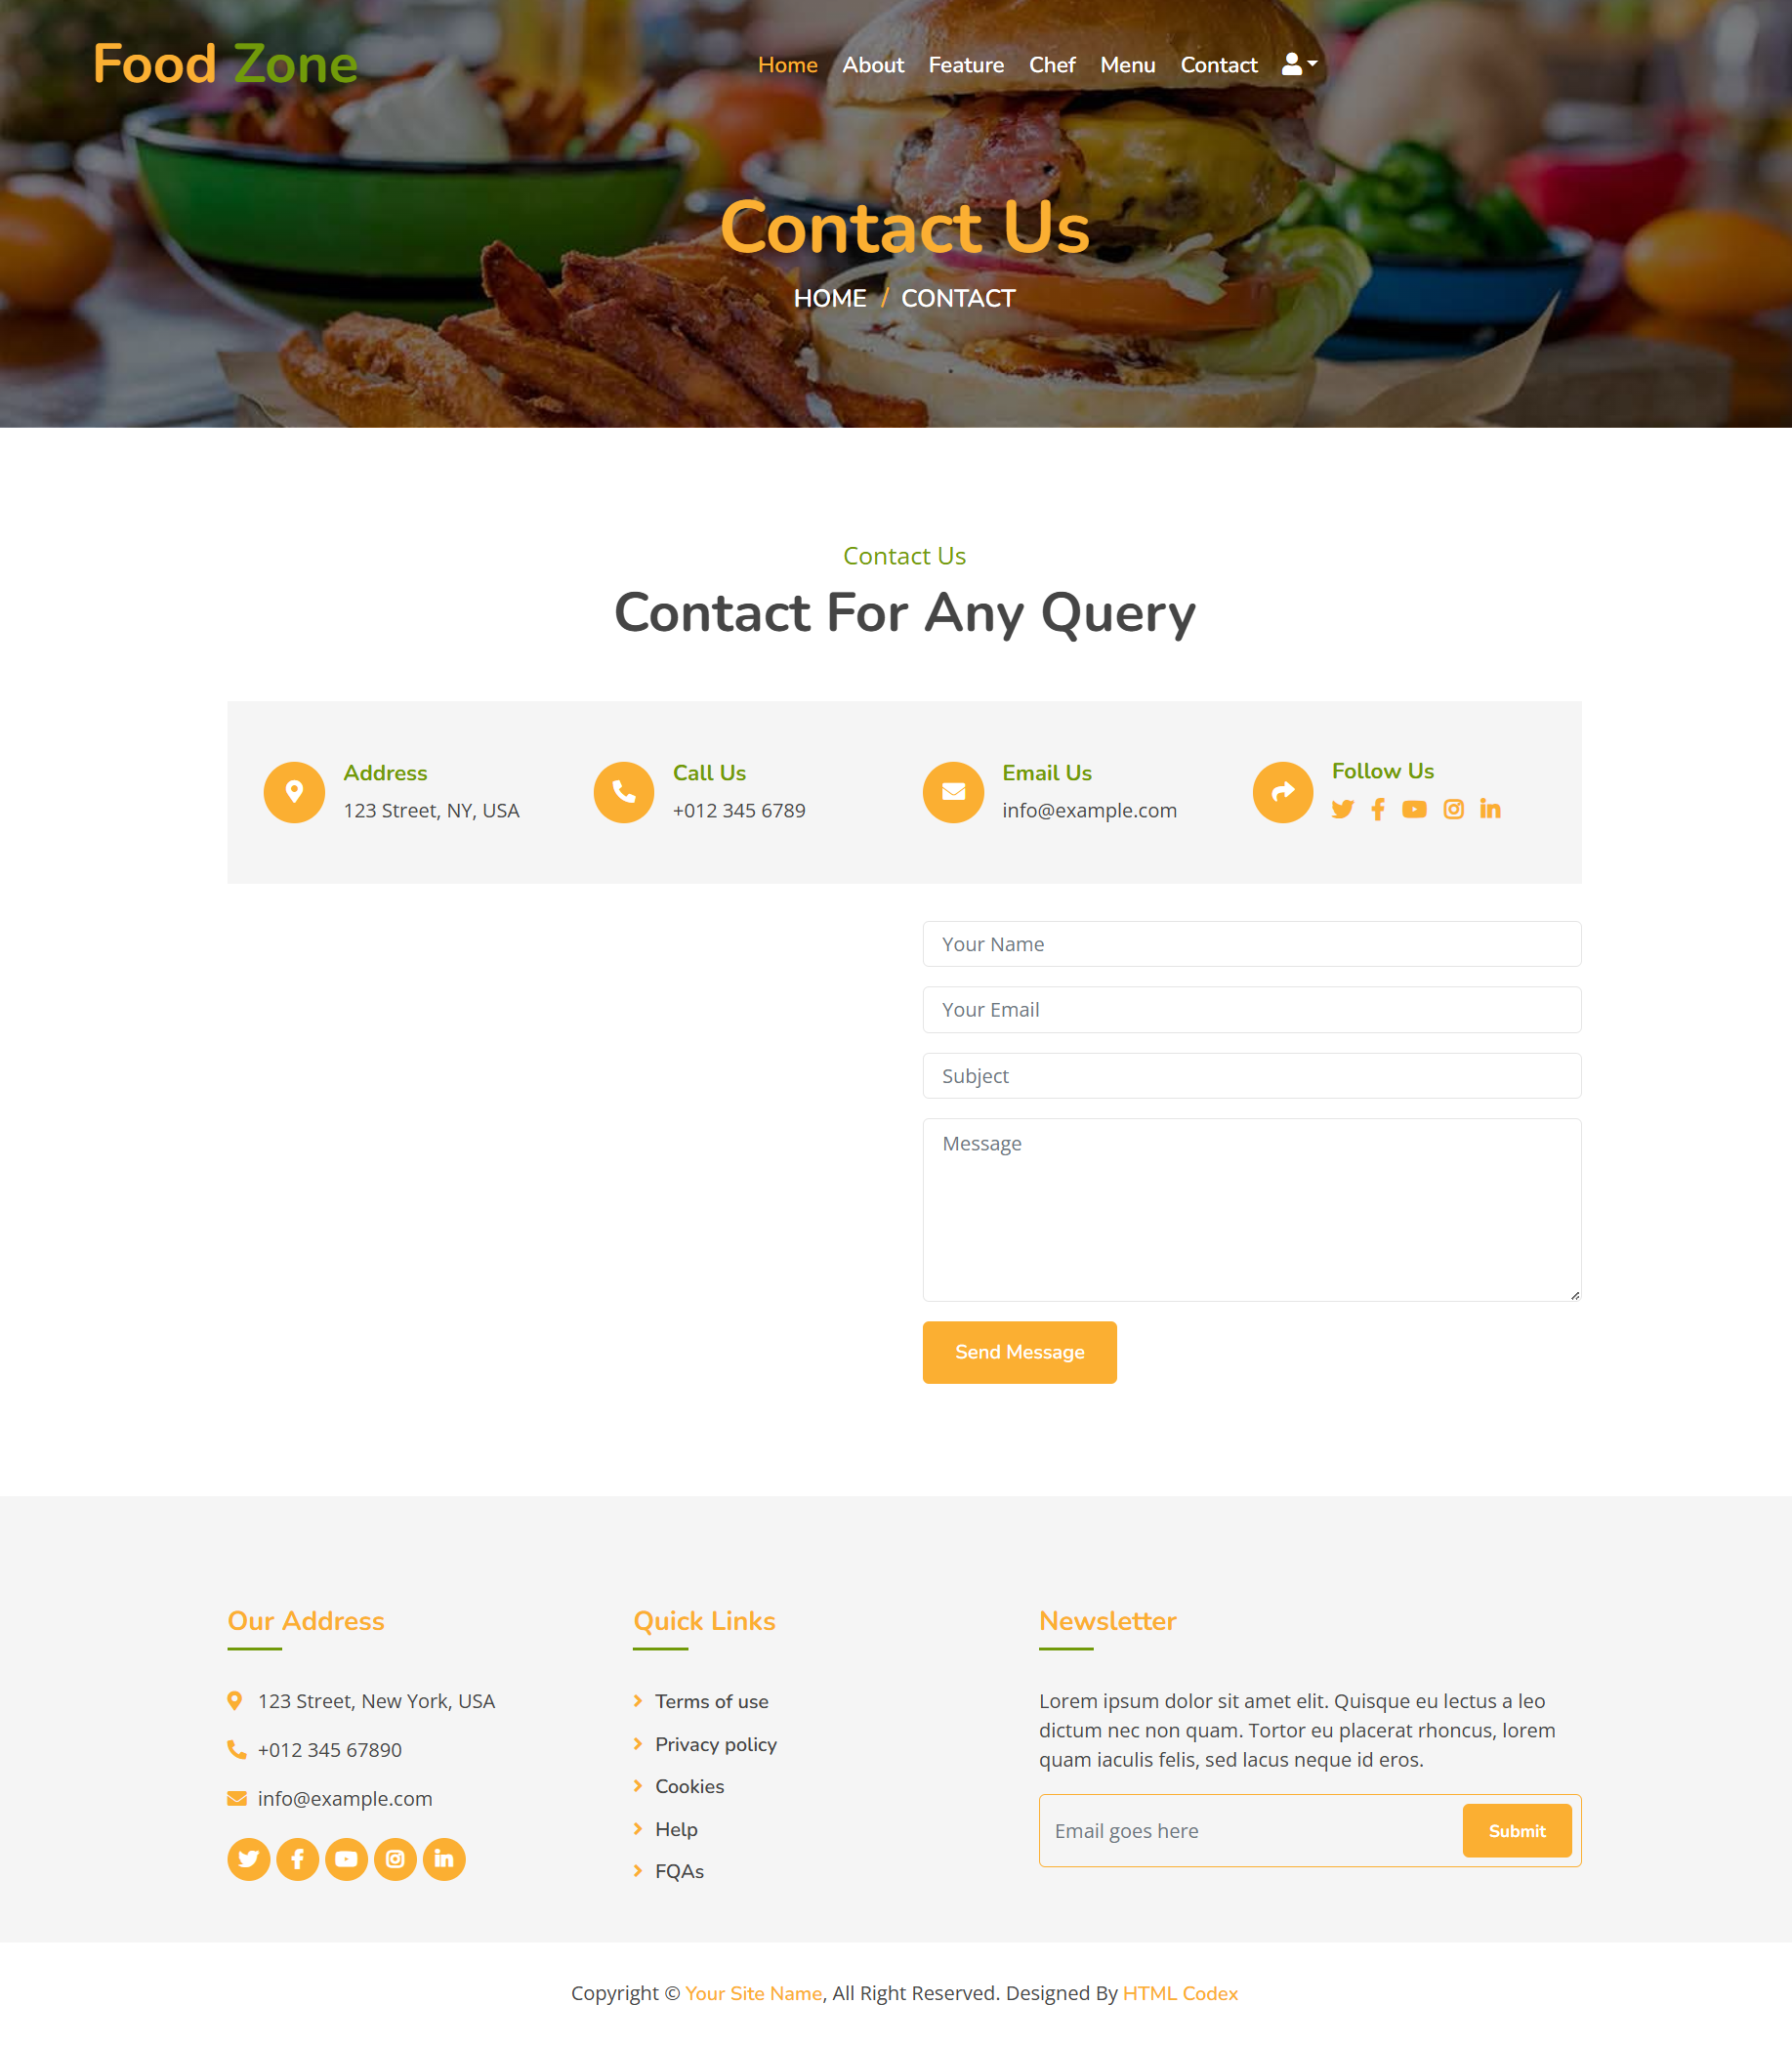 Food Zone
Home About Feature Chef Menu Contact
Contact Us
HOME / CONTACT
Contact Us
Contact For Any Query
Address
123 Street, NY, USA
Call Us
+012 345 6789
Email Us
info@example.com
Follow Us
Your Name
Your Email
Subject
Message
Send Message
Our Address
123 Street, New York, USA
+012 345 67890
info@example.com
Quick Links
Terms of use
Privacy policy
Cookies
Help
FQAs
Newsletter
Lorem ipsum dolor sit amet elit. Quisque eu lectus a leo
dictum nec non quam. Tortor eu placerat rhoncus, lorem
quam iaculis felis, sed lacus neque id eros.
Email goes here
Submit
Copyright © Your Site Name, All Right Reserved. Designed By HTML Codex